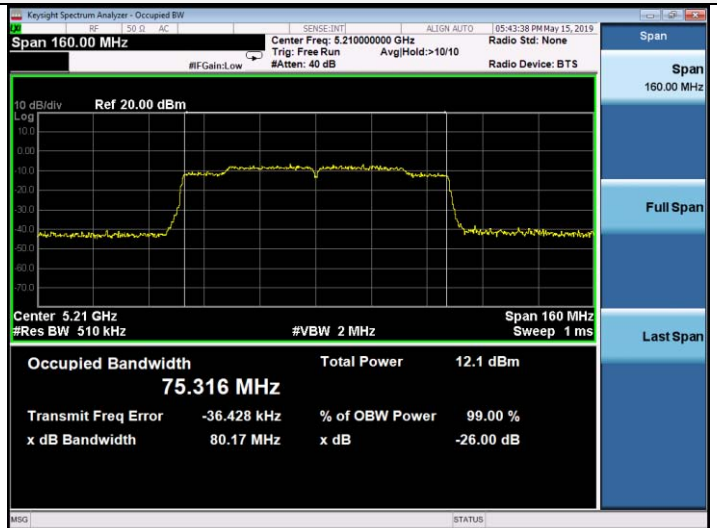 Keysight Spectrum Analyzer - Occupied BW
RF 50 Ω AC SENSE:INT ALIGN AUTO 05:43:38 PM May 15, 2019
Span 160.00 MHz Center Freq: 5.210000000 GHz Radio Std: None Span
Trig: Free Run Avg|Hold:>10/10
#IFGain:Low #Atten: 40 dB Radio Device: BTS
Span
160.00 MHz
10 dB/div Ref 20.00 dBm
Log
10.0
0.00
-10.0
-20.0
-30.0
-40.0
-50.0
-60.0
-70.0
Full Span
Center 5.21 GHz Span 160 MHz
#Res BW 510 kHz #VBW 2 MHz Sweep 1 ms
Last Span
Occupied Bandwidth Total Power 12.1 dBm
75.316 MHz
Transmit Freq Error -36.428 kHz % of OBW Power 99.00 %
x dB Bandwidth 80.17 MHz x dB -26.00 dB
MSG STATUS